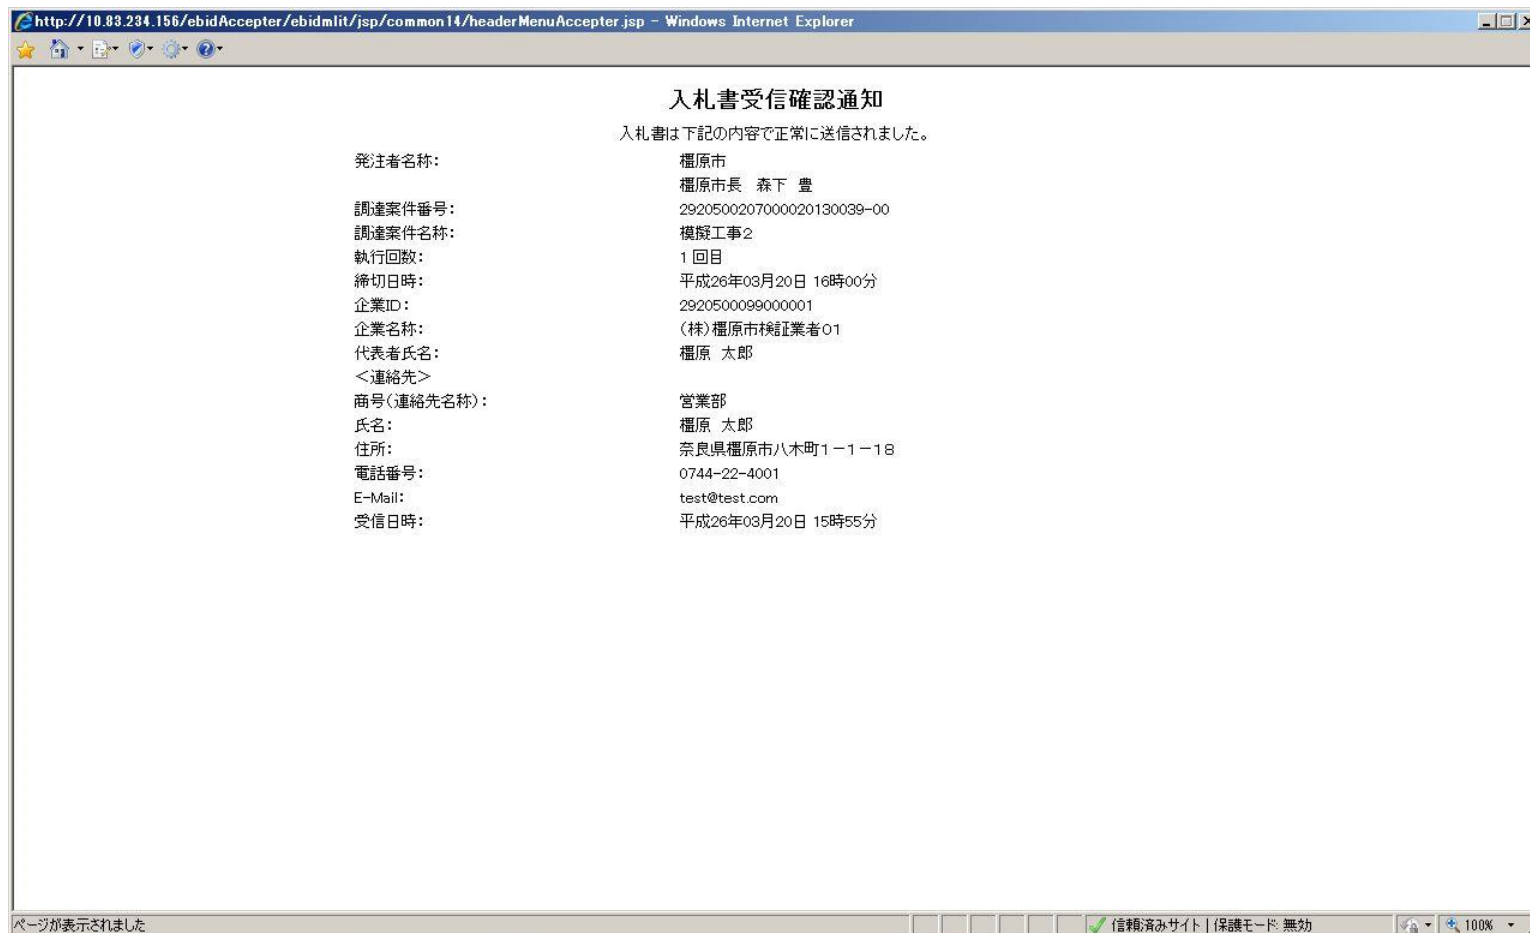 http://10.83.234.156/ebidAccepter/ebidmlit/jsp/common14/headerMenuAccepter.jsp - Windows Internet Explorer
入札書受信確認通知
入札書は下記の内容で正常に送信されました。
発注者名称： 橿原市
橿原市長　森下　豊
調達案件番号： 2920500207000020130039-00
調達案件名称： 模擬工事2
執行回数： 1 回目
締切日時： 平成26年03月20日 16時00分
企業ID： 2920500099000001
企業名称： （株）橿原市検証業者01
代表者氏名： 橿原 太郎
＜連絡先＞
商号（連絡先名称）： 営業部
氏名： 橿原 太郎
住所： 奈良県橿原市八木町１－１－１８
電話番号： 0744-22-4001
E-Mail： test@test.com
受信日時： 平成26年03月20日 15時55分
ページが表示されました 信頼済みサイト | 保護モード: 無効 100%